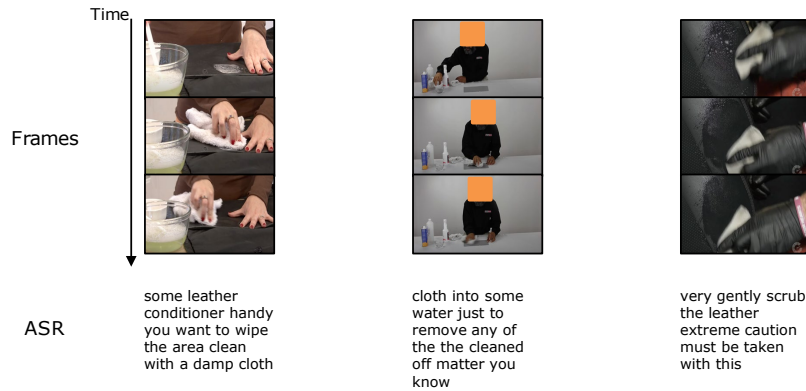 Time
Frames
ASR
some leather
conditioner handy
you want to wipe
the area clean
with a damp cloth
cloth into some
water just to
remove any of
the the cleaned
off matter you
know
very gently scrub
the leather
extreme caution
must be taken
with this